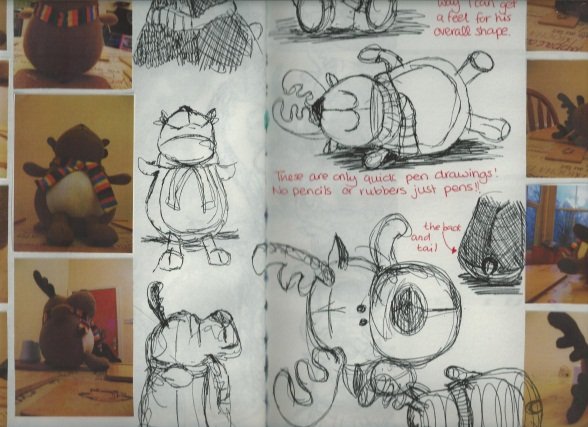 way I can get
a feel for his
overall shape.
These are only quick pen drawings!
No pencils or rubbers just pens!!
the back
and
tail